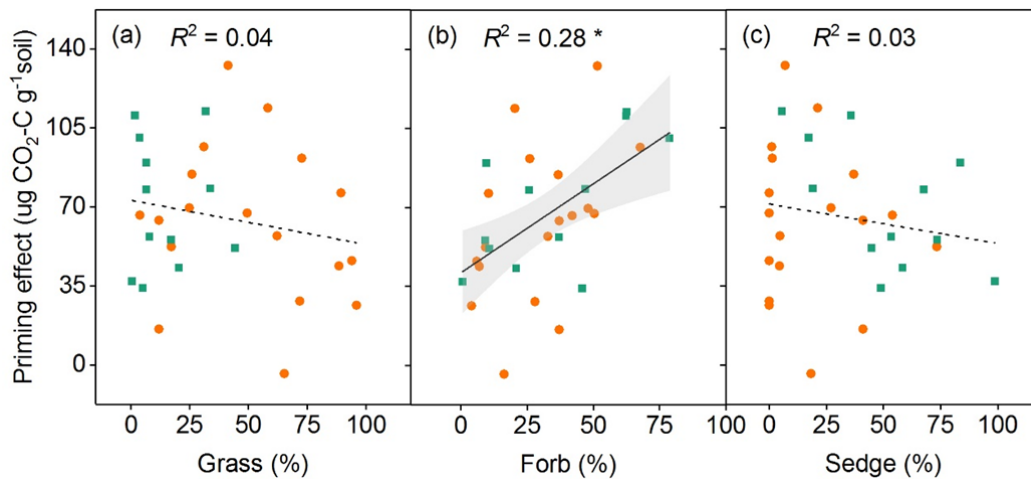 (a) R² = 0.04
(b) R² = 0.28 *
(c) R² = 0.03
Priming effect (ug CO₂-C g⁻¹soil)
140
105
70
35
0
0 25 50 75 100
0 25 50 75 100
0 25 50 75 100
Grass (%)
Forb (%)
Sedge (%)